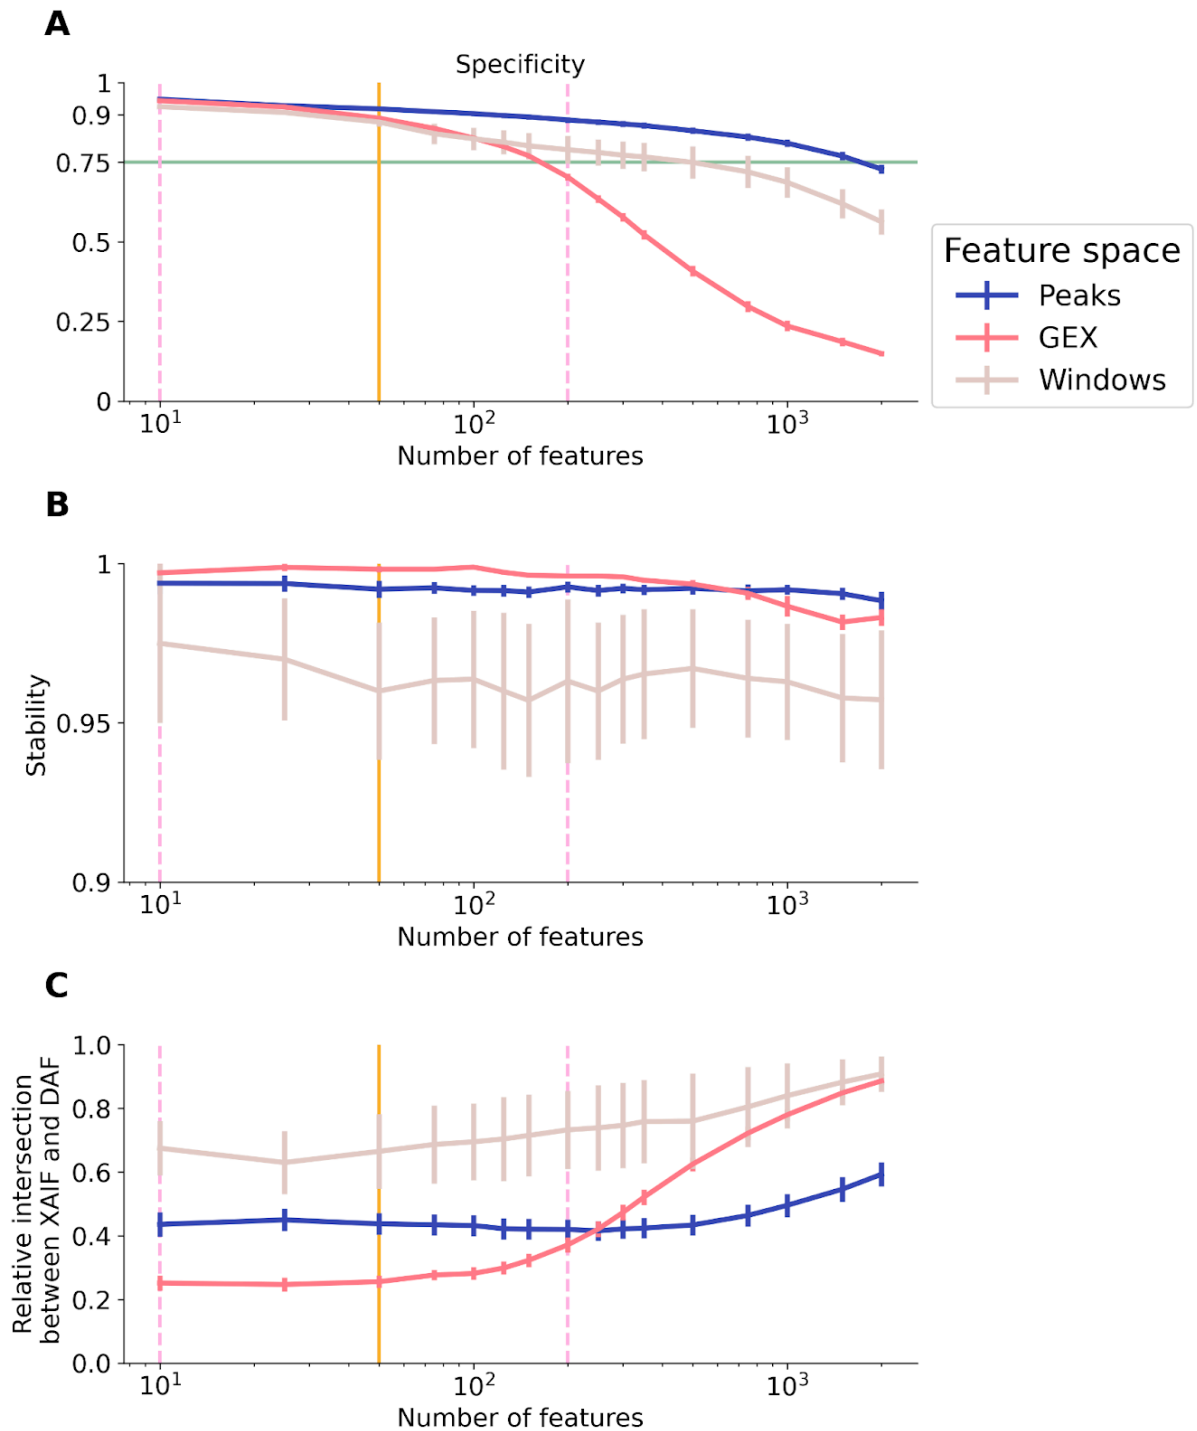 A
Specificity
1
0.9
0.75
0.5
0.25
0
10¹
10²
10³
Number of features
Feature space
Peaks
GEX
Windows
B
Stability
1
0.95
0.9
10¹
10²
10³
Number of features
C
Relative intersection
between XAIF and DAF
1.0
0.8
0.6
0.4
0.2
0.0
10¹
10²
10³
Number of features